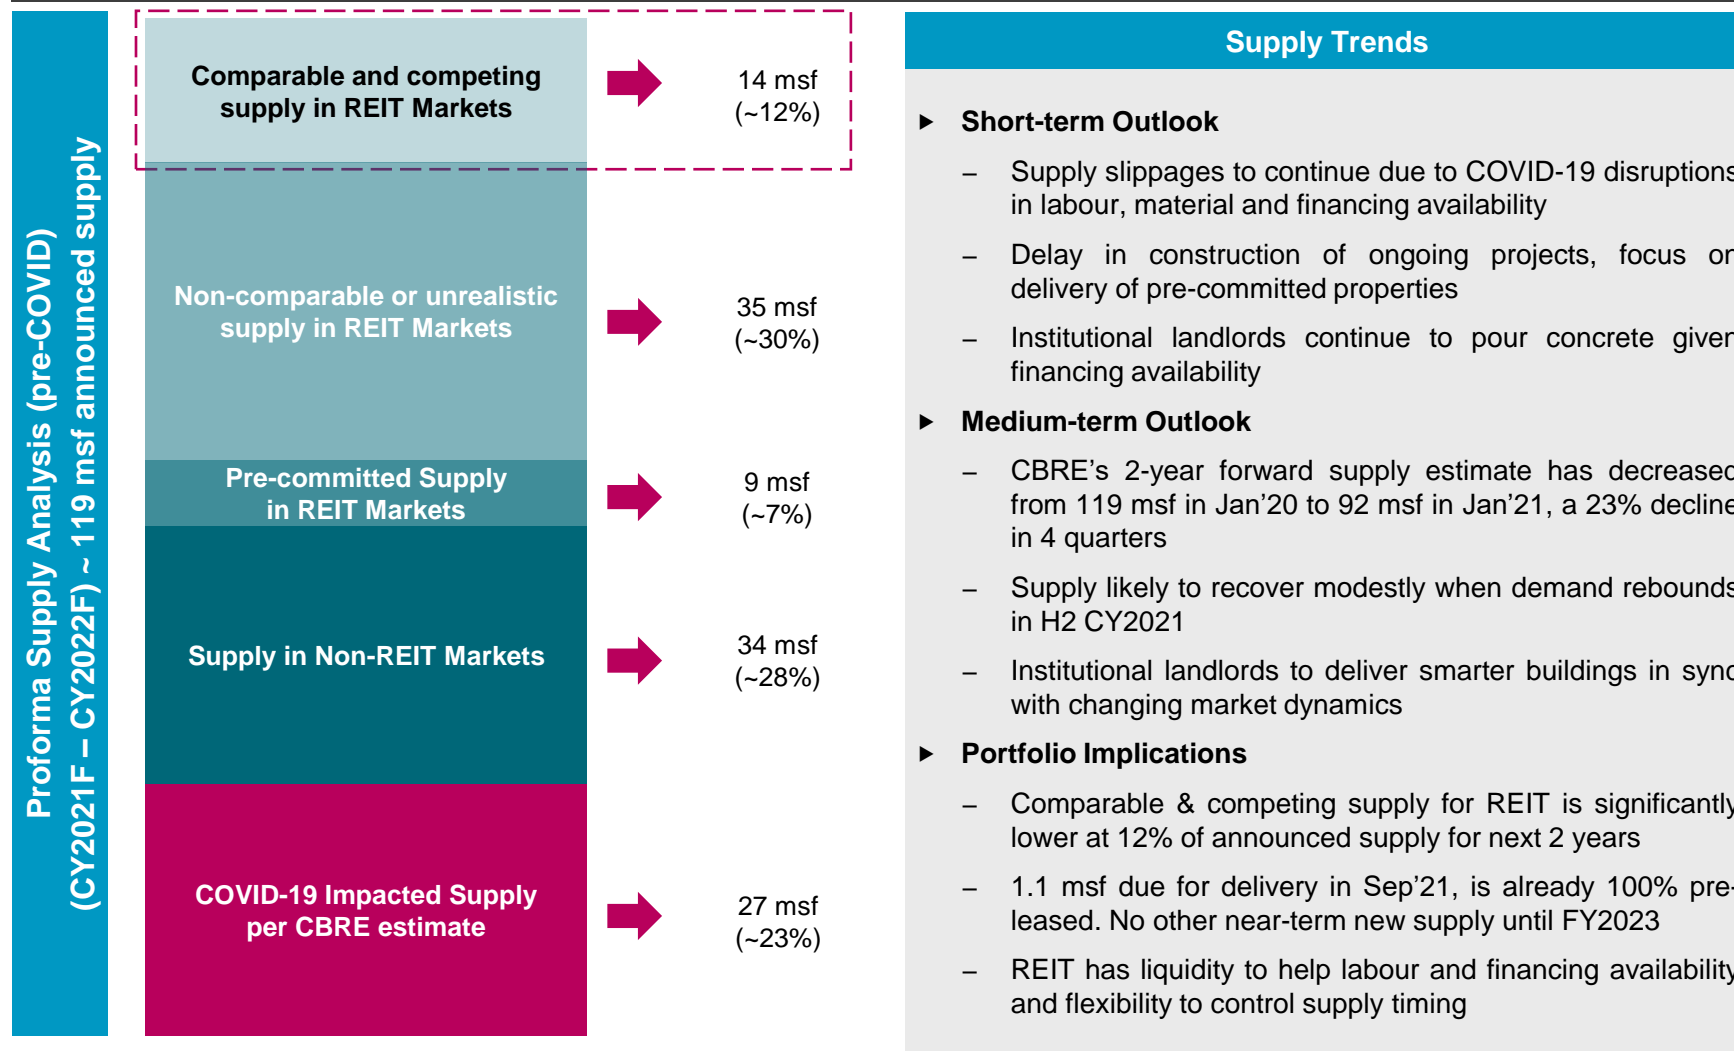 Proforma Supply Analysis (pre-COVID)
(CY2021F – CY2022F) ~ 119 msf announced supply
Comparable and competing
supply in REIT Markets
14 msf
(~12%)
Non-comparable or unrealistic
supply in REIT Markets
35 msf
(~30%)
Pre-committed Supply
in REIT Markets
9 msf
(~7%)
Supply in Non-REIT Markets
34 msf
(~28%)
COVID-19 Impacted Supply
per CBRE estimate
27 msf
(~23%)
Supply Trends
► Short-term Outlook
– Supply slippages to continue due to COVID-19 disruptions
in labour, material and financing availability
– Delay in construction of ongoing projects, focus on
delivery of pre-committed properties
– Institutional landlords continue to pour concrete given
financing availability
► Medium-term Outlook
– CBRE’s 2-year forward supply estimate has decreased
from 119 msf in Jan’20 to 92 msf in Jan’21, a 23% decline
in 4 quarters
– Supply likely to recover modestly when demand rebounds
in H2 CY2021
– Institutional landlords to deliver smarter buildings in sync
with changing market dynamics
► Portfolio Implications
– Comparable & competing supply for REIT is significantly
lower at 12% of announced supply for next 2 years
– 1.1 msf due for delivery in Sep’21, is already 100% pre-
leased. No other near-term new supply until FY2023
– REIT has liquidity to help labour and financing availability
and flexibility to control supply timing